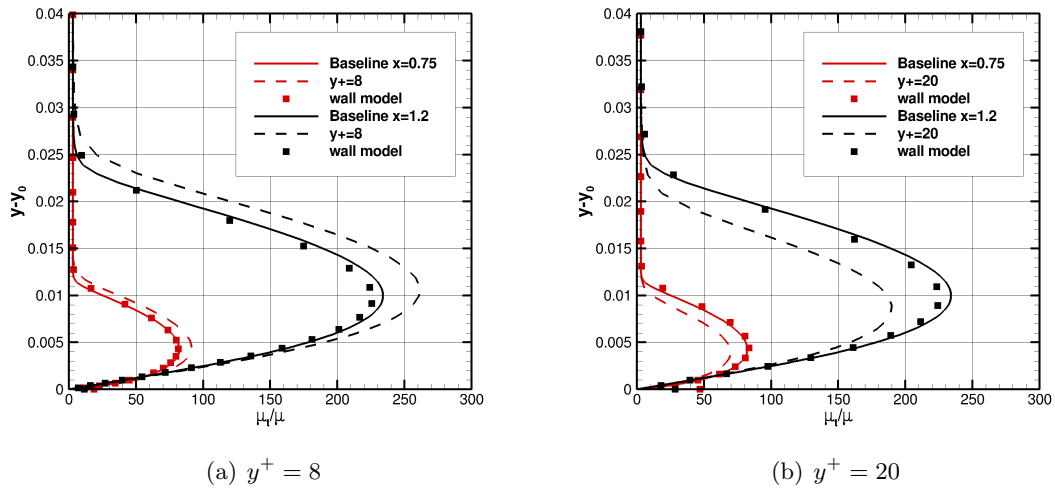 0.04
0.035
0.03
0.025
0.02
0.015
0.01
0.005
0
y-y₀
0 50 100 150 200 250 300
μₜ/μ
Baseline x=0.75
y+=8
wall model
Baseline x=1.2
y+=8
wall model
(a) y⁺ = 8
0.04
0.035
0.03
0.025
0.02
0.015
0.01
0.005
0
y-y₀
0 50 100 150 200 250 300
μₜ/μ
Baseline x=0.75
y+=20
wall model
Baseline x=1.2
y+=20
wall model
(b) y⁺ = 20